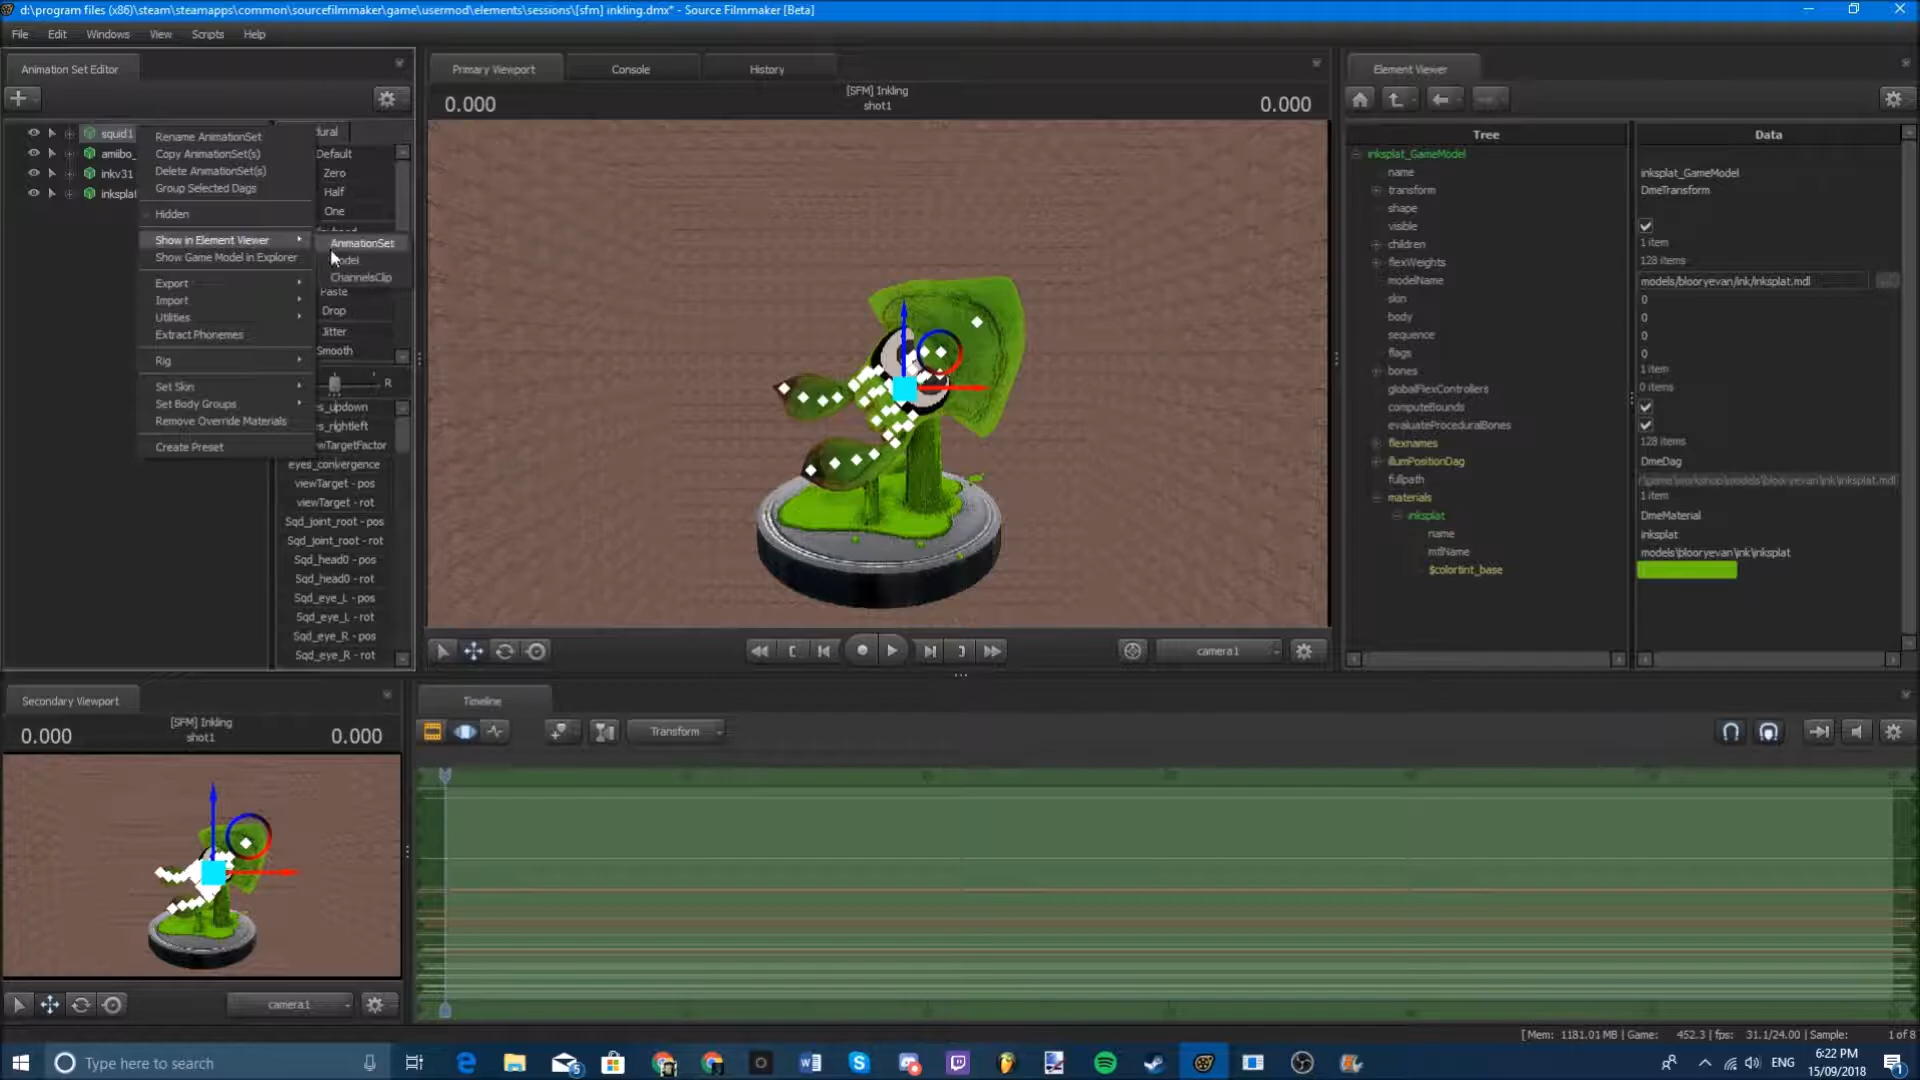 d:\program files (x86)\steam\steamapps\common\sourcefilmmaker\game\usermod\elements\sessions\[sfm] inkling.dmx* - Source Filmmaker [Beta]
File Edit Windows View Scripts Help
Animation Set Editor
squid1
amiibo_
inkv31
inksplat
Rename AnimationSet
Copy AnimationSet(s)
Delete AnimationSet(s)
Group Selected Dags
Hidden
Show in Element Viewer
Show Game Model in Explorer
Export
Import
Utilities
Extract Phonemes
Rig
Set Skin
Set Body Groups
Remove Override Materials
Create Preset
AnimationSet
ChannelsClip
Default
Zero
Half
One
Paste
Drop
Jitter
Smooth
R
eyes_convergence
viewTarget - pos
viewTarget - rot
Sqd_joint_root - pos
Sqd_joint_root - rot
Sqd_head0 - pos
Sqd_head0 - rot
Sqd_eye_L - pos
Sqd_eye_L - rot
Sqd_eye_R - pos
Sqd_eye_R - rot
Primary Viewport Console History
0.000 [SFM] Inkling 0.000
shot1
camera1
Element Viewer
Tree Data
inksplat_GameModel
name inksplat_GameModel
transform DmeTransform
shape
visible
children 1 item
flexWeights 128 items
modelName models/blooryevan/ink/inksplat.mdl
skin 0
body 0
sequence 0
flags 0
bones 1 item
globalFlexControllers 0 items
computeBounds
evaluateProceduralBones
flexnames 128 items
illumPositionDag DmeDag
fullpath \game\workshop\models\blooryevan\ink\inksplat.mdl
materials 1 item
inksplat DmeMaterial
name inksplat
mtlName models\blooryevan\ink\inksplat
$colortint_base
Secondary Viewport
0.000 [SFM] Inkling 0.000
shot1
camera1
Timeline
Transform
[ Mem: 1181.01 MB | Game: 452.3 | fps: 31.1/24.00 | Sample: 1 of 8
Type here to search
ENG
6:22 PM
15/09/2018